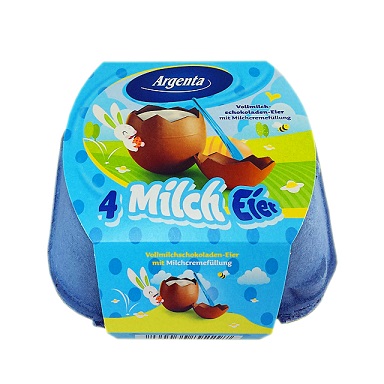 Argenta
Vollmilch-
schokoladen-Eier
mit Milchcremefüllung
4 Milch Eier
Vollmilchschokoladen-Eier
mit Milchcremefüllung